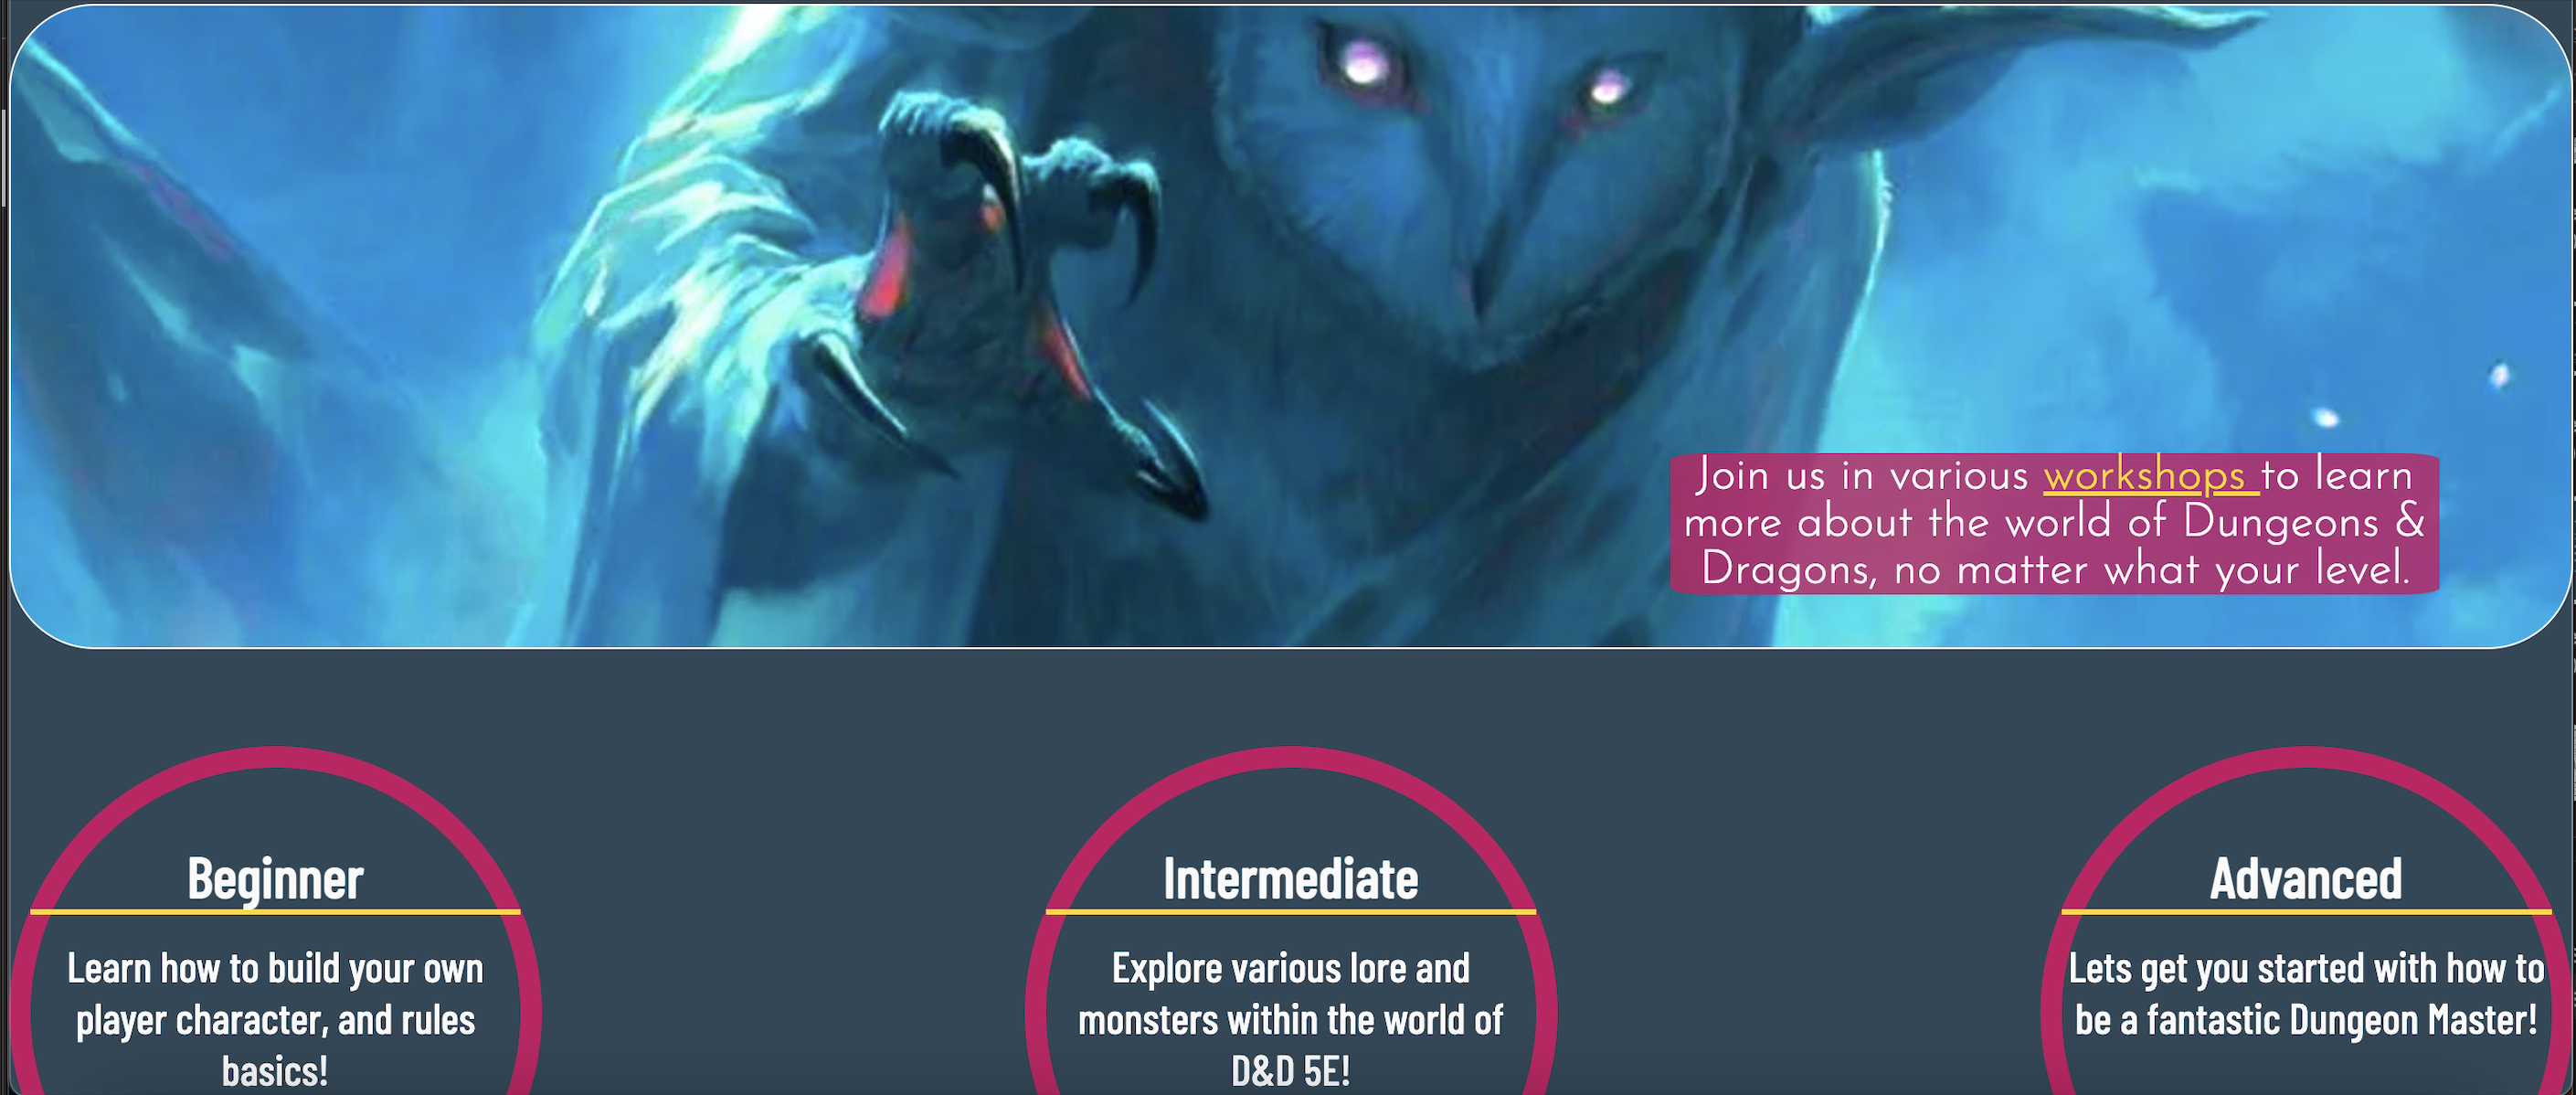 Join us in various workshops to learn
more about the world of Dungeons &
Dragons, no matter what your level.
Beginner
Learn how to build your own
player character, and rules
basics!
Intermediate
Explore various lore and
monsters within the world of
D&D 5E!
Advanced
Lets get you started with how to
be a fantastic Dungeon Master!